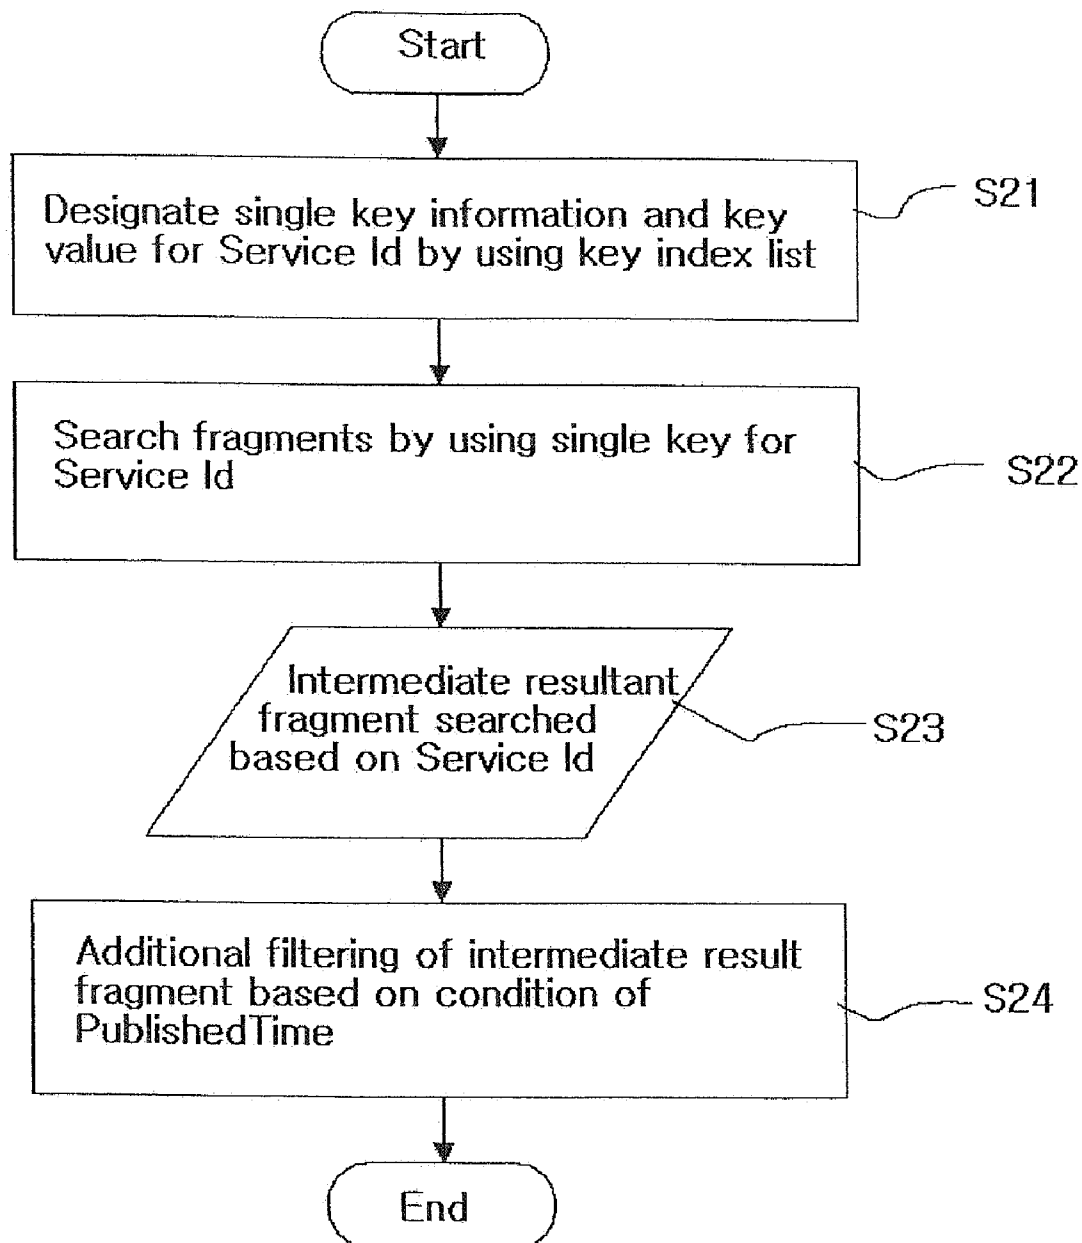 Start
Designate single key information and key
value for Service Id by using key index list
S21
Search fragments by using single key for
Service Id
S22
Intermediate resultant
fragment searched
based on Service Id
S23
Additional filtering of intermediate result
fragment based on condition of
PublishedTime
S24
End